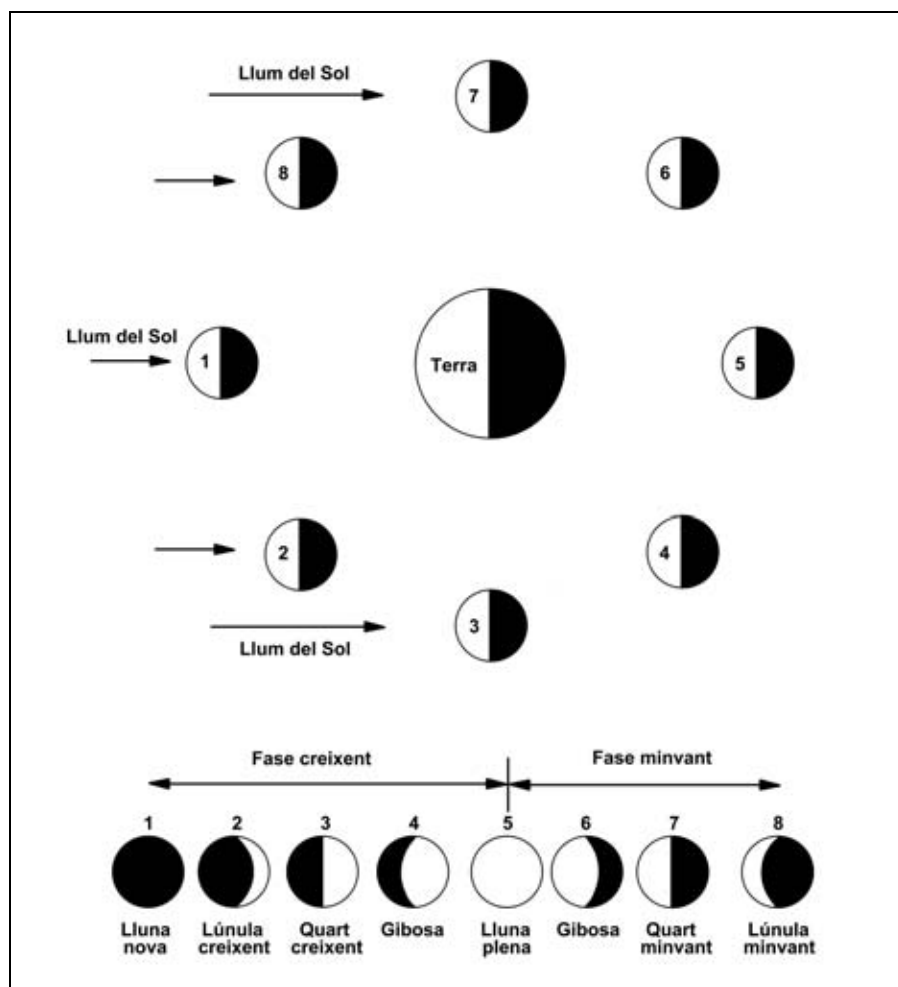 Llum del Sol
7
8
6
Llum del Sol
1
Terra
5
2
4
3
Llum del Sol
Fase creixent
Fase minvant
1 2 3 4 5 6 7 8
Lluna nova
Lúnula creixent
Quart creixent
Gibosa
Lluna plena
Gibosa
Quart minvant
Lúnula minvant